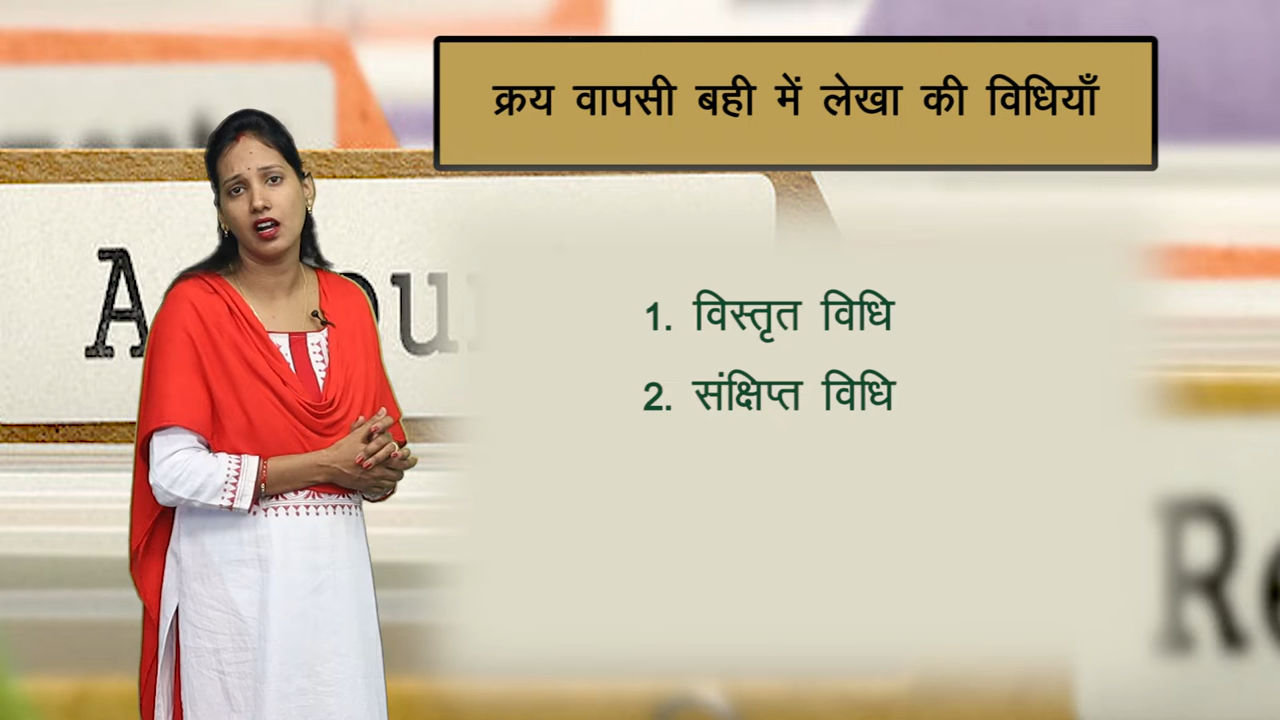 क्रय वापसी बही में लेखा की विधियाँ
1. विस्तृत विधि
2. संक्षिप्त विधि